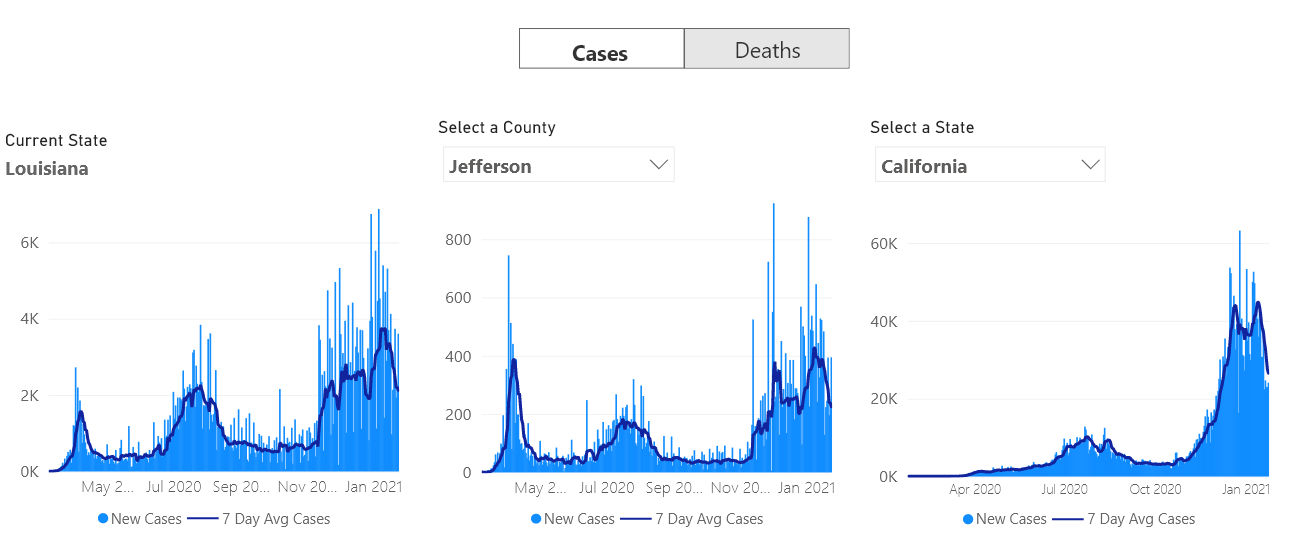 Cases Deaths
Current State
Louisiana
6K
4K
2K
0K
May 2... Jul 2020 Sep 20... Nov 20... Jan 2021
New Cases 7 Day Avg Cases
Select a County
Jefferson
800
600
400
200
0
May 2... Jul 2020 Sep 20... Nov 20... Jan 2021
New Cases 7 Day Avg Cases
Select a State
California
60K
40K
20K
0K
Apr 2020 Jul 2020 Oct 2020 Jan 2021
New Cases 7 Day Avg Cases